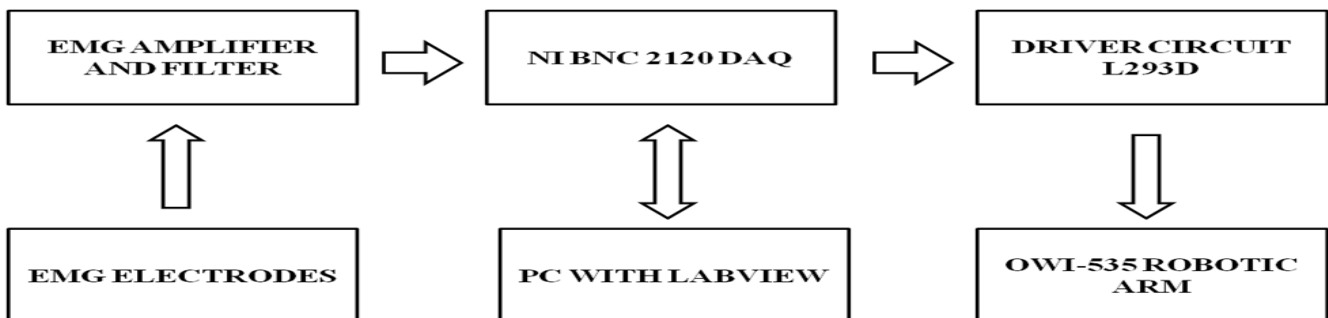 EMG AMPLIFIER
AND FILTER
NI BNC 2120 DAQ
DRIVER CIRCUIT
L293D
EMG ELECTRODES
PC WITH LABVIEW
OWI-535 ROBOTIC
ARM